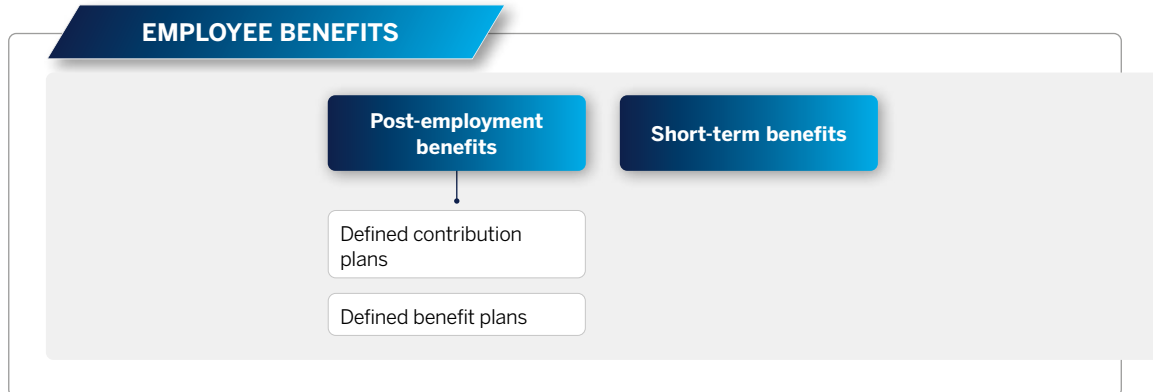 EMPLOYEE BENEFITS
Post-employment
benefits
Short-term benefits
Defined contribution
plans
Defined benefit plans